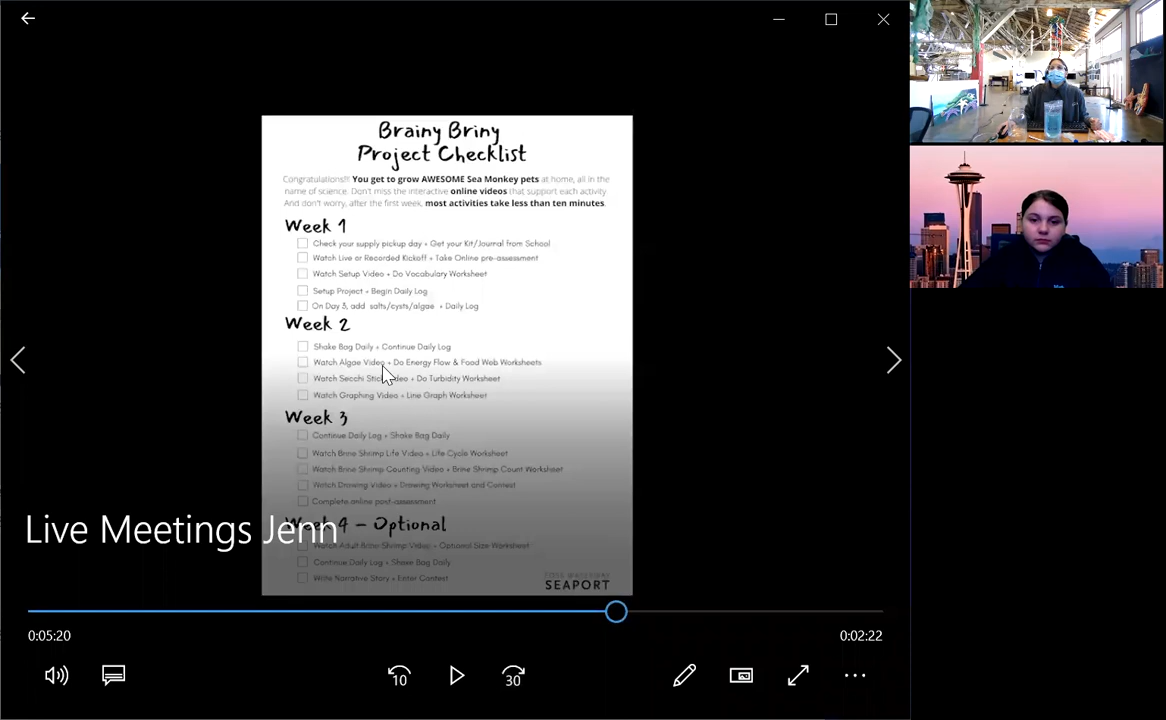 Brainy Briny
Project Checklist
Congratulations!!! You get to grow AWESOME Sea Monkey pets at home, all in the
name of science. Don't miss the interactive online videos that support each activity.
And don't worry, after the first week, most activities take less than ten minutes.
Week 1
Check your supply pickup day + Get your Kit/Journal from School
Watch Live or Recorded Kickoff + Take Online pre-assessment
Watch Setup Video + Do Vocabulary Worksheet
Setup Project + Begin Daily Log
On Day 3, add salts/cysts/algae + Daily Log
Week 2
Shake Bag Daily + Continue Daily Log
Watch Algae Video + Do Energy Flow & Food Web Worksheets
Watch Secchi Stick Video + Do Turbidity Worksheet
Watch Graphing Video + Line Graph Worksheet
Week 3
Continue Daily Log + Shake Bag Daily
Watch Brine Shrimp Life Video + Life Cycle Worksheet
Watch Brine Shrimp Counting Video + Brine Shrimp Count Worksheet
Watch Drawing Video + Drawing Worksheet and Contest
Complete online post-assessment
Week 4 – Optional
Live Meetings Jenn
Watch Adult Brine Shrimp Video + Optional Size Worksheet
Continue Daily Log + Shake Bag Daily
Write Narrative Story + Enter Contest
SEAPORT
0:05:20
0:02:22
10
30